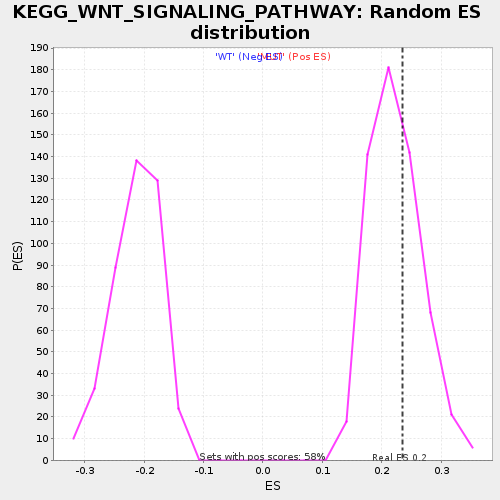 KEGG_WNT_SIGNALING_PATHWAY: Random ES
distribution
'WT' (Neg ES)
(Pos ES)
190
180
170
160
150
140
130
120
110
100
90
80
70
60
50
40
30
20
10
0
P(ES)
Sets with pos scores: 58%
Real ES 0.2
-0.3 -0.2 -0.1 0.0 0.1 0.2 0.3
ES